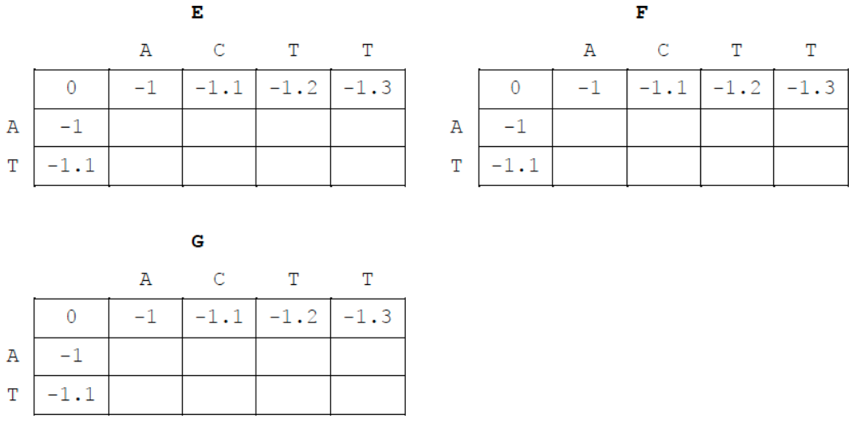 E F
A C T T A C T T
0 -1 -1.1 -1.2 -1.3 0 -1 -1.1 -1.2 -1.3
A -1 A -1
T -1.1 T -1.1
G
A C T T
0 -1 -1.1 -1.2 -1.3
A -1
T -1.1